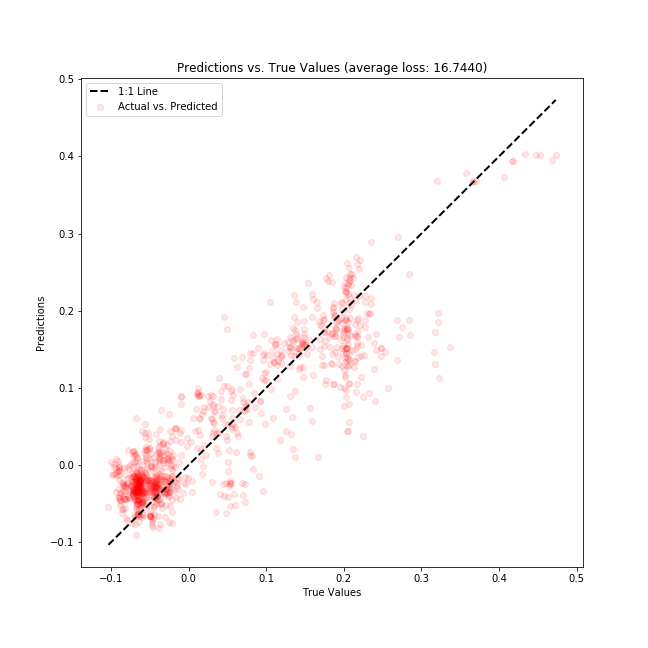 Predictions vs. True Values (average loss: 16.7440)
1:1 Line
Actual vs. Predicted
Predictions
0.5
0.4
0.3
0.2
0.1
0.0
−0.1
−0.1
0.0
0.1
0.2
0.3
0.4
0.5
True Values